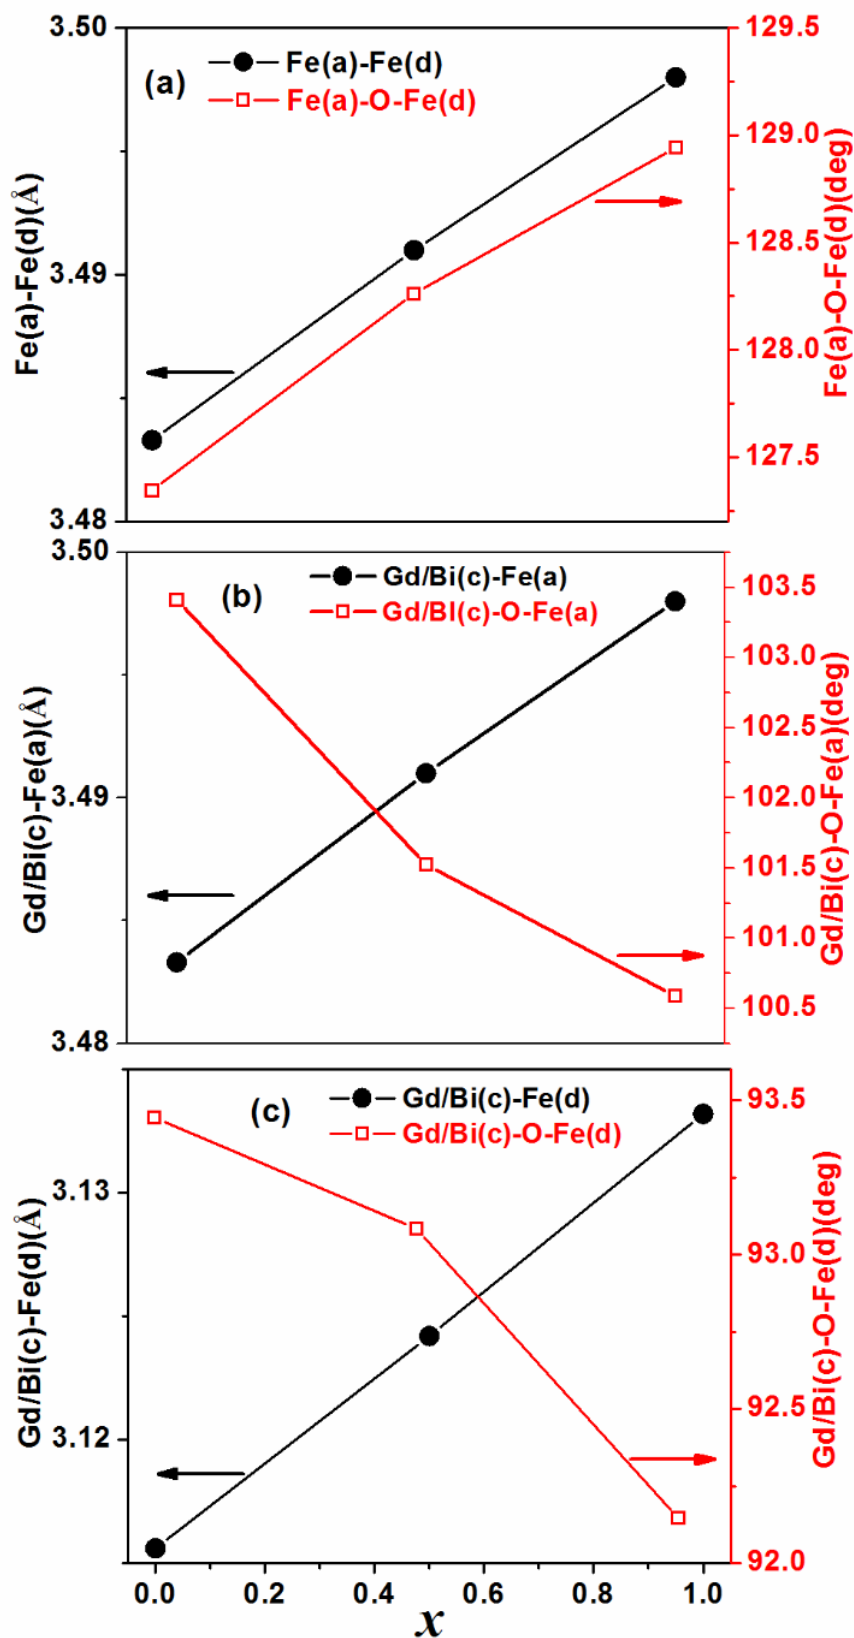 (a)
Fe(a)-Fe(d)
Fe(a)-O-Fe(d)
3.50
3.49
3.48
Fe(a)-Fe(d)(Å)
129.5
129.0
128.5
128.0
127.5
Fe(a)-O-Fe(d)(deg)
(b)
Gd/Bi(c)-Fe(a)
Gd/BI(c)-O-Fe(a)
3.50
3.49
3.48
Gd/Bi(c)-Fe(a)(Å)
103.5
103.0
102.5
102.0
101.5
101.0
100.5
Gd/Bi(c)-O-Fe(a)(deg)
(c)
Gd/Bi(c)-Fe(d)
Gd/Bi(c)-O-Fe(d)
3.13
3.12
Gd/Bi(c)-Fe(d)(Å)
93.5
93.0
92.5
92.0
Gd/Bi(c)-O-Fe(d)(deg)
0.0 0.2 0.4 0.6 0.8 1.0
x